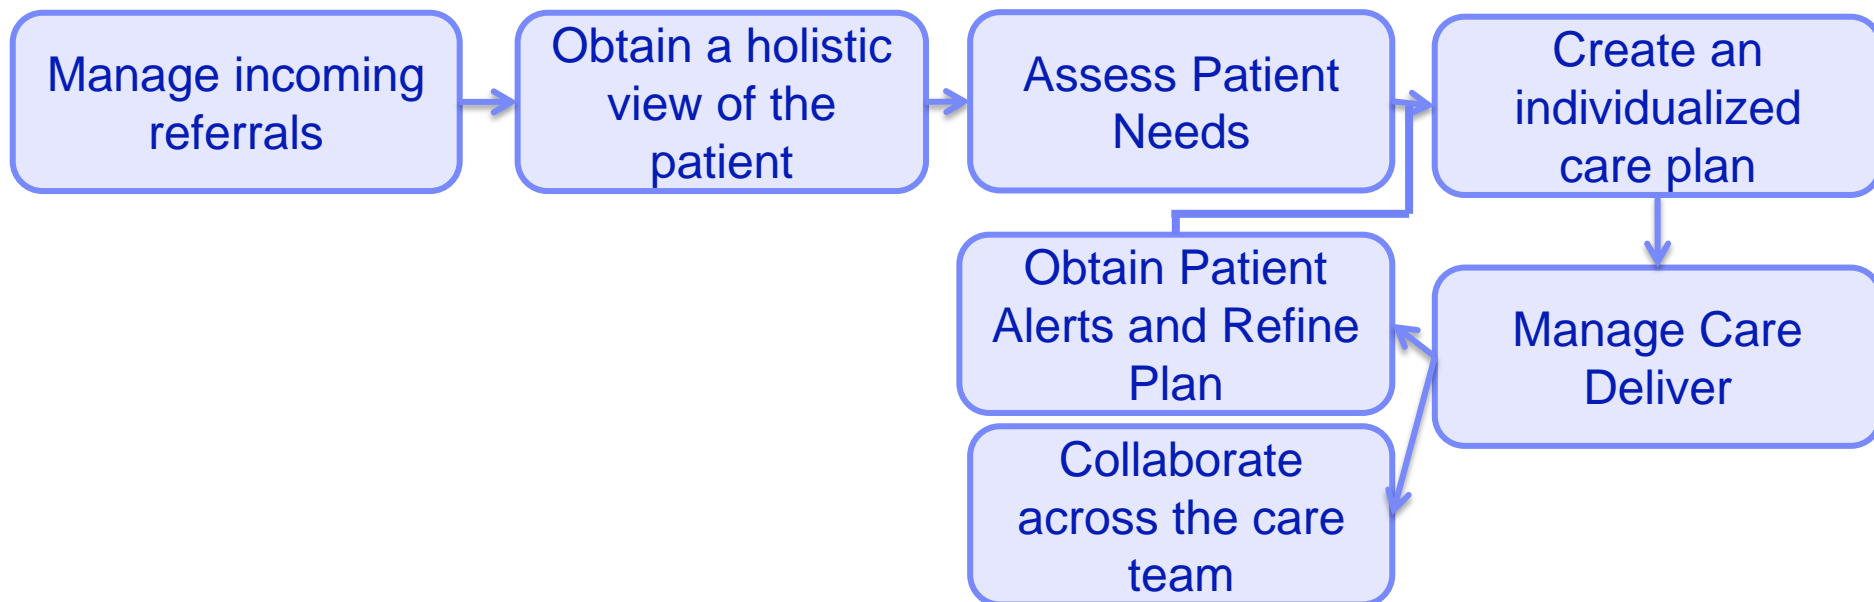 Manage incoming
referrals
Obtain a holistic
view of the
patient
Assess Patient
Needs
Create an
individualized
care plan
Obtain Patient
Alerts and Refine
Plan
Manage Care
Deliver
Collaborate
across the care
team